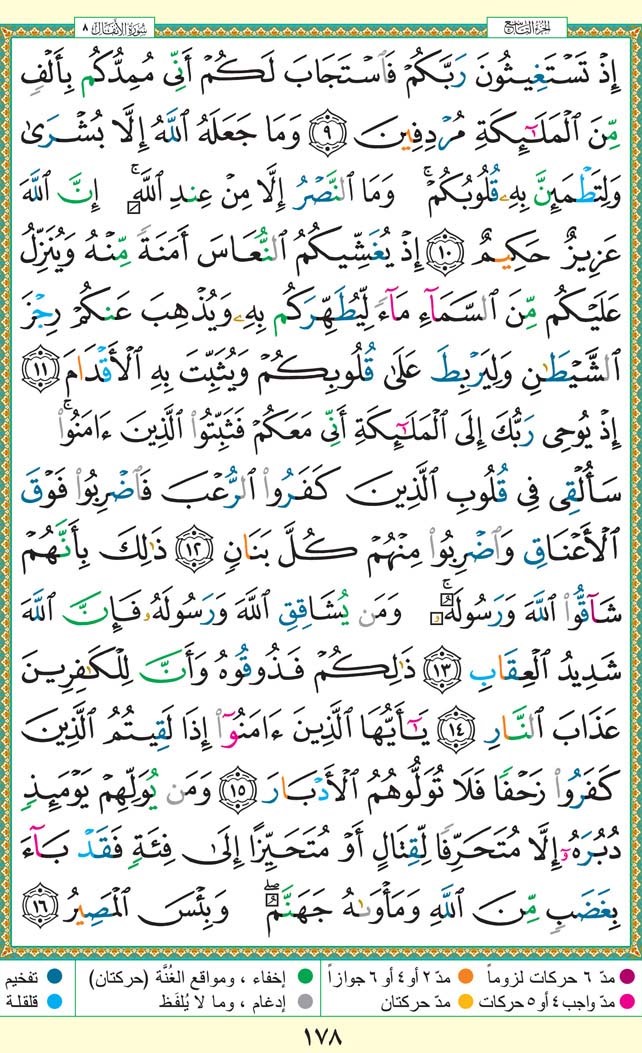 الجزء التاسع
سورة الأنفال ٨
إِذْ تَسْتَغِيثُونَ رَبَّكُمْ فَٱسْتَجَابَ لَكُمْ أَنِّى مُمِدُّكُم بِأَلْفٍ
مِّنَ ٱلْمَلَٰٓئِكَةِ مُرْدِفِينَ ۝٩ وَمَا جَعَلَهُ ٱللَّهُ إِلَّا بُشْرَىٰ
وَلِتَطْمَئِنَّ بِهِۦ قُلُوبُكُمْ ۚ وَمَا ٱلنَّصْرُ إِلَّا مِنْ عِندِ ٱللَّهِ ۚ إِنَّ ٱللَّهَ
عَزِيزٌ حَكِيمٌ ۝١٠ إِذْ يُغَشِّيكُمُ ٱلنُّعَاسَ أَمَنَةً مِّنْهُ وَيُنَزِّلُ
عَلَيْكُم مِّنَ ٱلسَّمَآءِ مَآءً لِّيُطَهِّرَكُم بِهِۦ وَيُذْهِبَ عَنكُمْ رِجْزَ
ٱلشَّيْطَٰنِ وَلِيَرْبِطَ عَلَىٰ قُلُوبِكُمْ وَيُثَبِّتَ بِهِ ٱلْأَقْدَامَ ۝١١
إِذْ يُوحِى رَبُّكَ إِلَى ٱلْمَلَٰٓئِكَةِ أَنِّى مَعَكُمْ فَثَبِّتُوا۟ ٱلَّذِينَ ءَامَنُوا۟ ۚ
سَأُلْقِى فِى قُلُوبِ ٱلَّذِينَ كَفَرُوا۟ ٱلرُّعْبَ فَٱضْرِبُوا۟ فَوْقَ
ٱلْأَعْنَاقِ وَٱضْرِبُوا۟ مِنْهُمْ كُلَّ بَنَانٍ ۝١٢ ذَٰلِكَ بِأَنَّهُمْ
شَآقُّوا۟ ٱللَّهَ وَرَسُولَهُۥ ۚ وَمَن يُشَاقِقِ ٱللَّهَ وَرَسُولَهُۥ فَإِنَّ ٱللَّهَ
شَدِيدُ ٱلْعِقَابِ ۝١٣ ذَٰلِكُمْ فَذُوقُوهُ وَأَنَّ لِلْكَٰفِرِينَ
عَذَابَ ٱلنَّارِ ۝١٤ يَٰٓأَيُّهَا ٱلَّذِينَ ءَامَنُوٓا۟ إِذَا لَقِيتُمُ ٱلَّذِينَ
كَفَرُوا۟ زَحْفًا فَلَا تُوَلُّوهُمُ ٱلْأَدْبَارَ ۝١٥ وَمَن يُوَلِّهِمْ يَوْمَئِذٍ
دُبُرَهُۥٓ إِلَّا مُتَحَرِّفًا لِّقِتَالٍ أَوْ مُتَحَيِّزًا إِلَىٰ فِئَةٍ فَقَدْ بَآءَ
بِغَضَبٍ مِّنَ ٱللَّهِ وَمَأْوَىٰهُ جَهَنَّمُ ۖ وَبِئْسَ ٱلْمَصِيرُ ۝١٦
مدّ ٦ حركات لزوماً مدّ ٢ أو ٤ أو ٦ جوازاً إخفاء ، ومواقع الغُنَّة (حركتان) تفخيم
مدّ واجب ٤ أو ٥ حركات مدّ حركتان إدغام ، وما لا يُلفَظ قلقلة
١٧٨